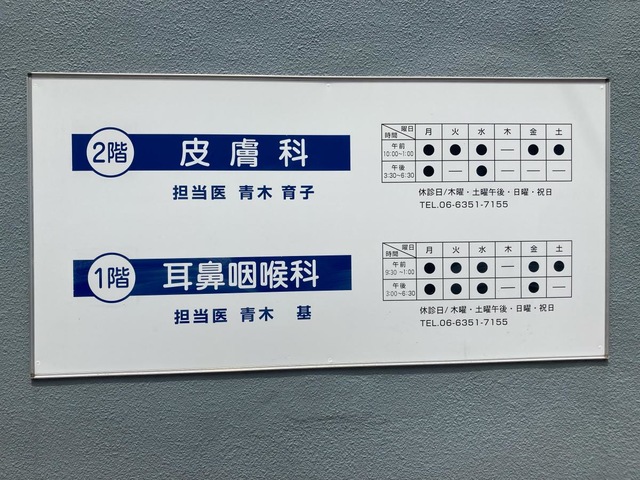 2階 皮膚科
担当医 青木 育子
曜日 時間 月 火 水 木 金 土
午前 10:00~1:00 ● ● ● — ● ●
午後 3:30~6:30 ● — ● — ● —
休診日/木曜・土曜午後・日曜・祝日
TEL.06-6351-7155
1階 耳鼻咽喉科
担当医 青木 基
曜日 時間 月 火 水 木 金 土
午前 9:30~1:00 ● ● ● — ● ●
午後 3:00~6:30 ● ● ● — ● —
休診日/木曜・土曜午後・日曜・祝日
TEL.06-6351-7155